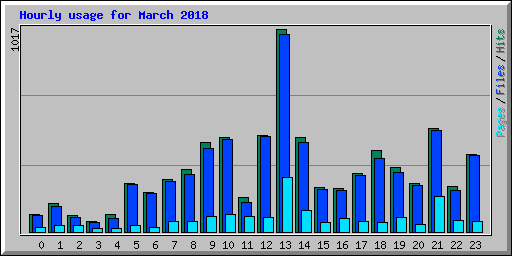 Hourly usage for March 2018
1017
Pages/Files/Hits
0 1 2 3 4 5 6 7 8 9 10 11 12 13 14 15 16 17 18 19 20 21 22 23